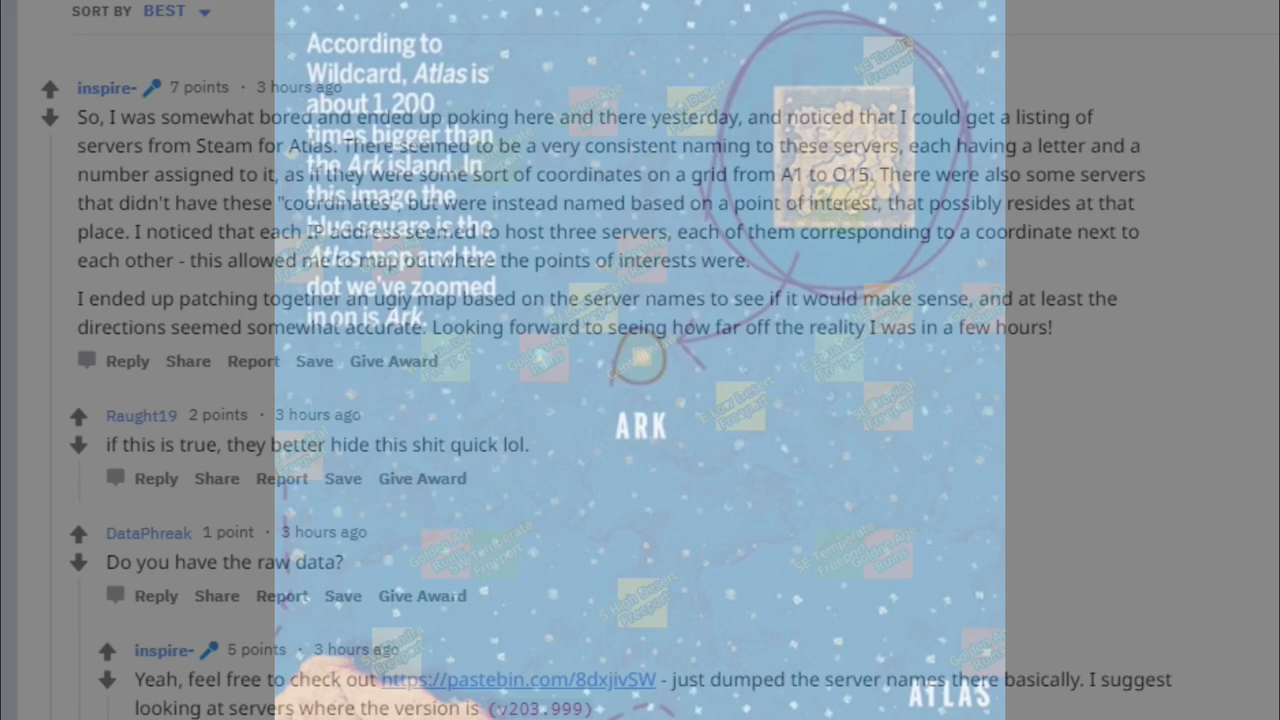 SORT BY BEST
According to
Wildcard, Atlas is
about 1,200
times bigger than
the Ark island. In
this image the
blue square is the
Atlas map and the
dot we've zoomed
in on is Ark.
inspire- 7 points · 3 hours ago
So, I was somewhat bored and ended up poking here and there yesterday, and noticed that I could get a listing of
servers from Steam for Atlas. There seemed to be a very consistent naming to these servers, each having a letter and a
number assigned to it, as if they were some sort of coordinates on a grid from A1 to O15. There were also some servers
that didn't have these "coordinates", but were instead named based on a point of interest, that possibly resides at that
place. I noticed that each IP address seemed to host three servers, each of them corresponding to a coordinate next to
each other - this allowed me to map out where the points of interests were.
I ended up patching together an ugly map based on the server names to see if it would make sense, and at least the
directions seemed somewhat accurate. Looking forward to seeing how far off the reality I was in a few hours!
Reply Share Report Save Give Award
ARK
Raught19 2 points · 3 hours ago
if this is true, they better hide this shit quick lol.
Reply Share Report Save Give Award
DataPhreak 1 point · 3 hours ago
Do you have the raw data?
Reply Share Report Save Give Award
S High Desert
Freeport
inspire- 5 points · 3 hours ago
Yeah, feel free to check out https://pastebin.com/8dxjivSW - just dumped the server names there basically. I suggest
looking at servers where the version is (v203.999)
ATLAS